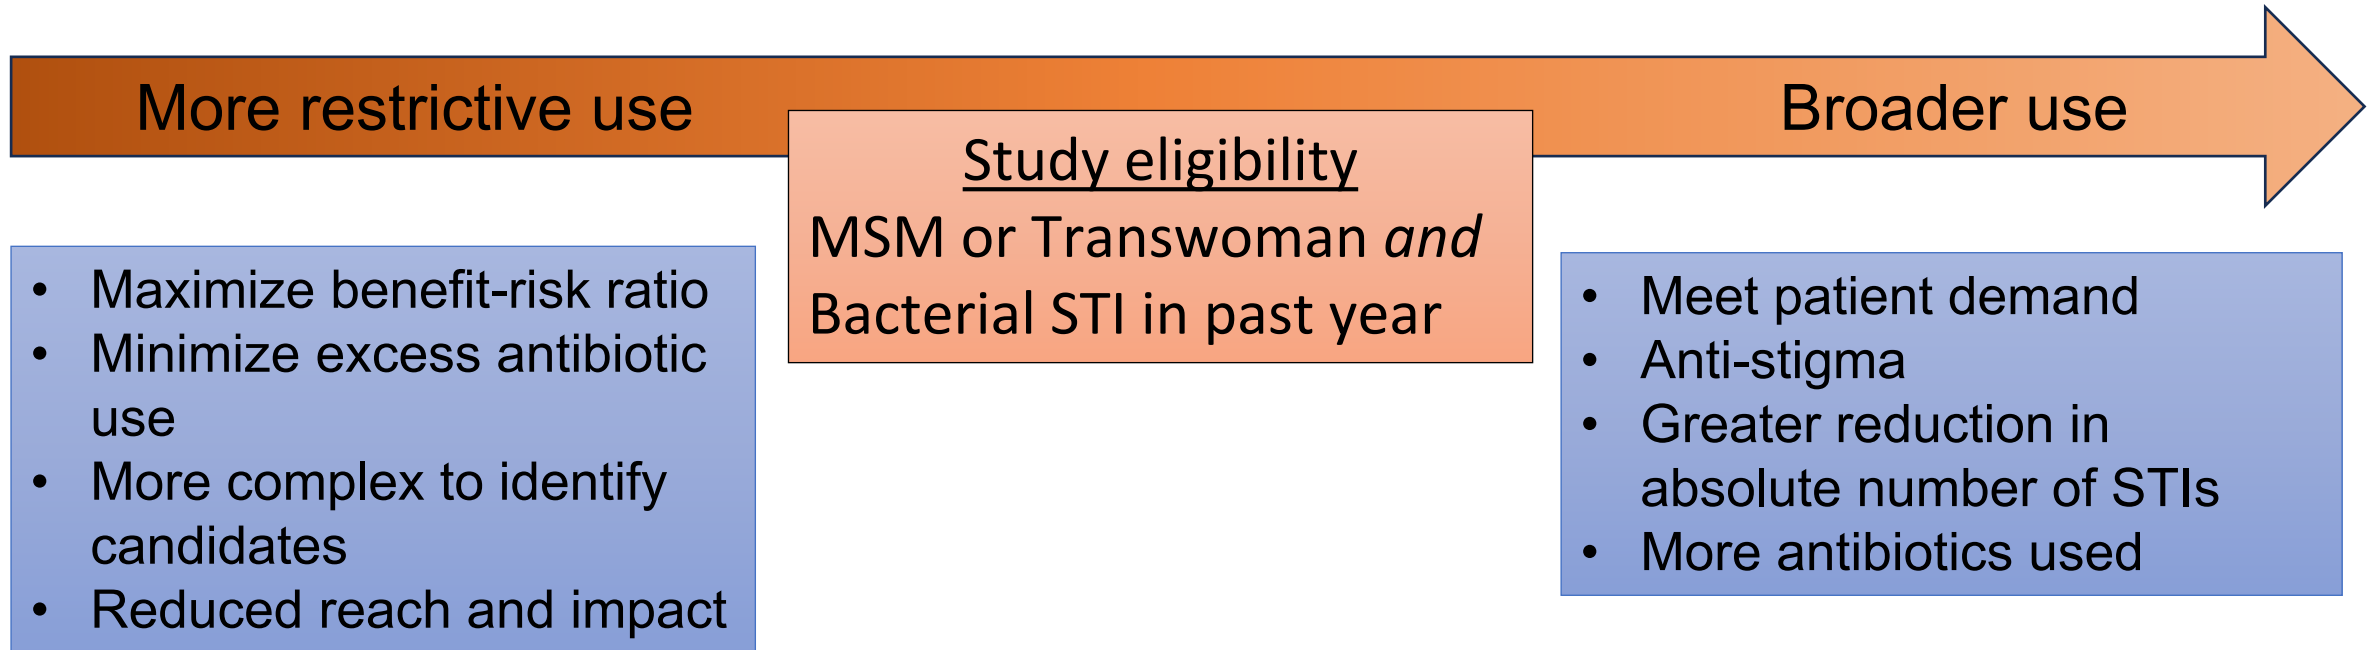 More restrictive use
Broader use
Study eligibility
MSM or Transwoman and
Bacterial STI in past year
• Maximize benefit-risk ratio
• Minimize excess antibiotic
use
• More complex to identify
candidates
• Reduced reach and impact
• Meet patient demand
• Anti-stigma
• Greater reduction in
absolute number of STIs
• More antibiotics used